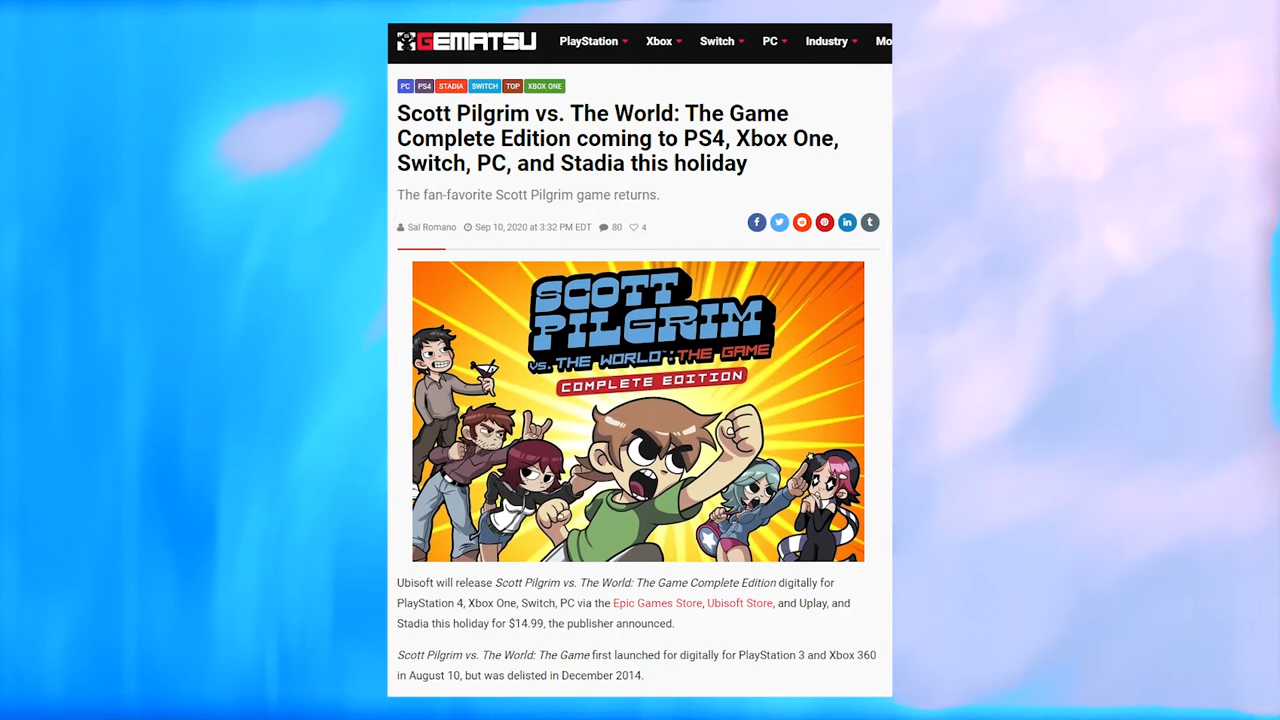 GEMATSU PlayStation Xbox Switch PC Industry Mo
PC PS4 STADIA SWITCH TOP XBOX ONE
Scott Pilgrim vs. The World: The Game
Complete Edition coming to PS4, Xbox One,
Switch, PC, and Stadia this holiday
The fan-favorite Scott Pilgrim game returns.
Sal Romano Sep 10, 2020 at 3:32 PM EDT 80 4
SCOTT
PILGRIM
VS. THE WORLD: THE GAME
COMPLETE EDITION
Ubisoft will release Scott Pilgrim vs. The World: The Game Complete Edition digitally for
PlayStation 4, Xbox One, Switch, PC via the Epic Games Store, Ubisoft Store, and Uplay, and
Stadia this holiday for $14.99, the publisher announced.
Scott Pilgrim vs. The World: The Game first launched for digitally for PlayStation 3 and Xbox 360
in August 10, but was delisted in December 2014.